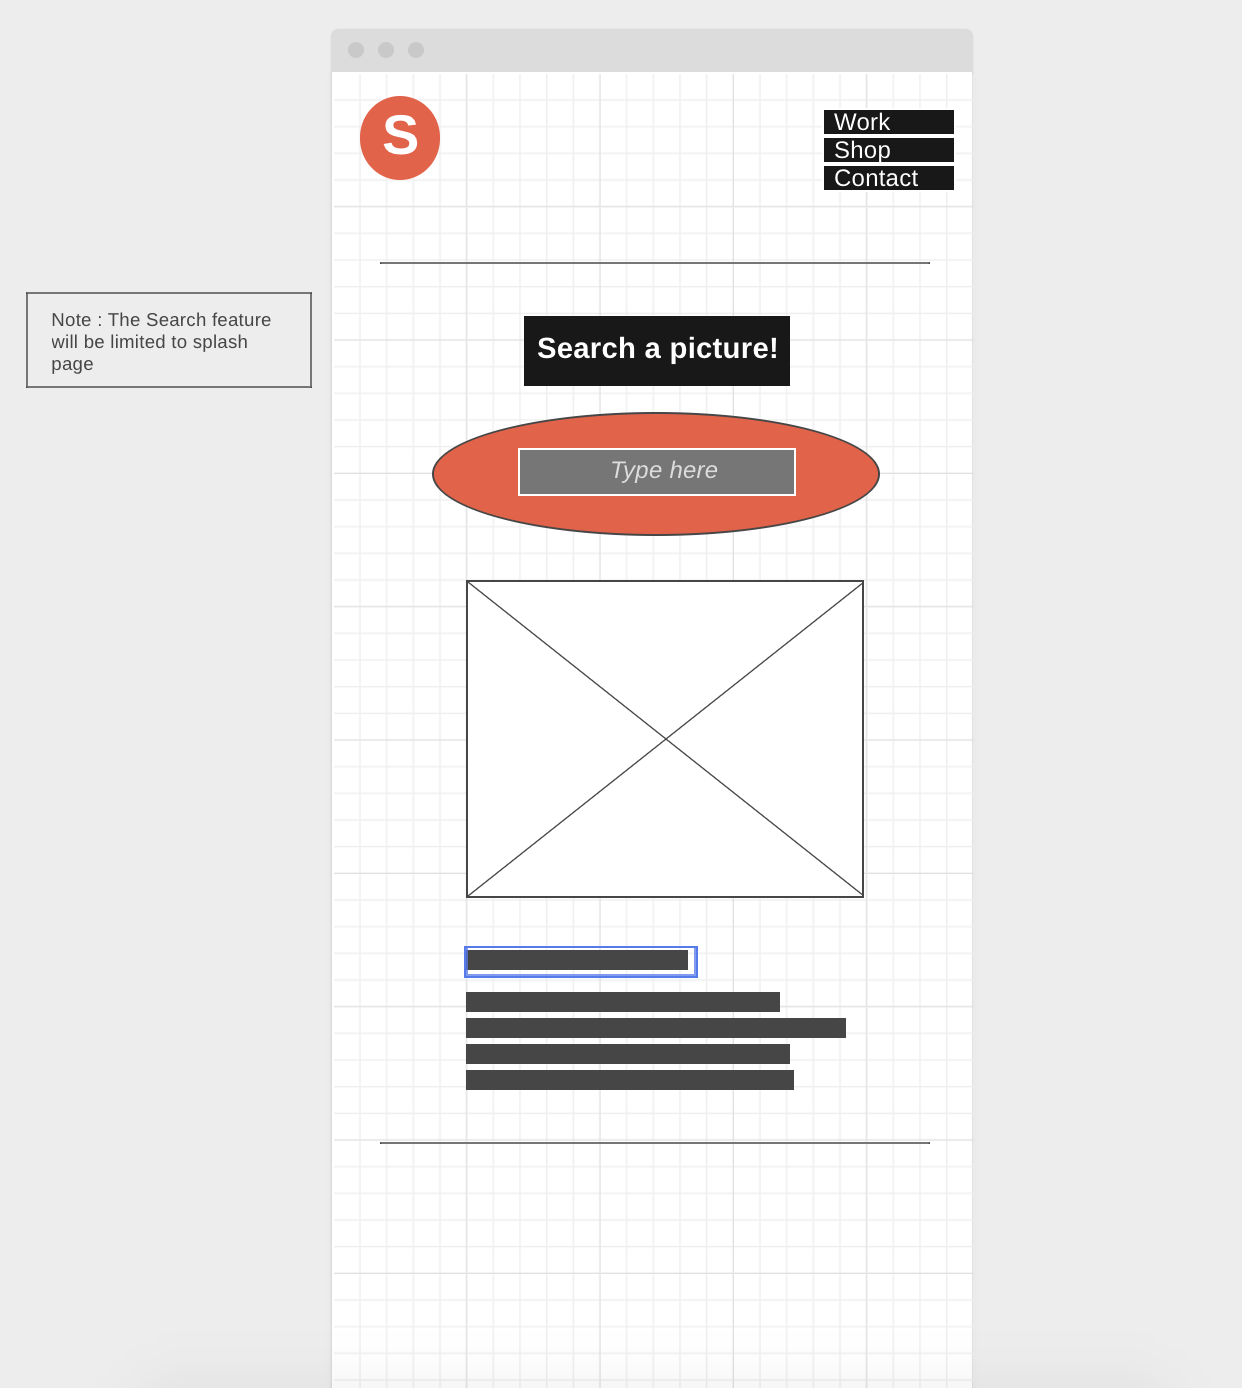 S
Work
Shop
Contact
Note : The Search feature
will be limited to splash
page
Search a picture!
Type here